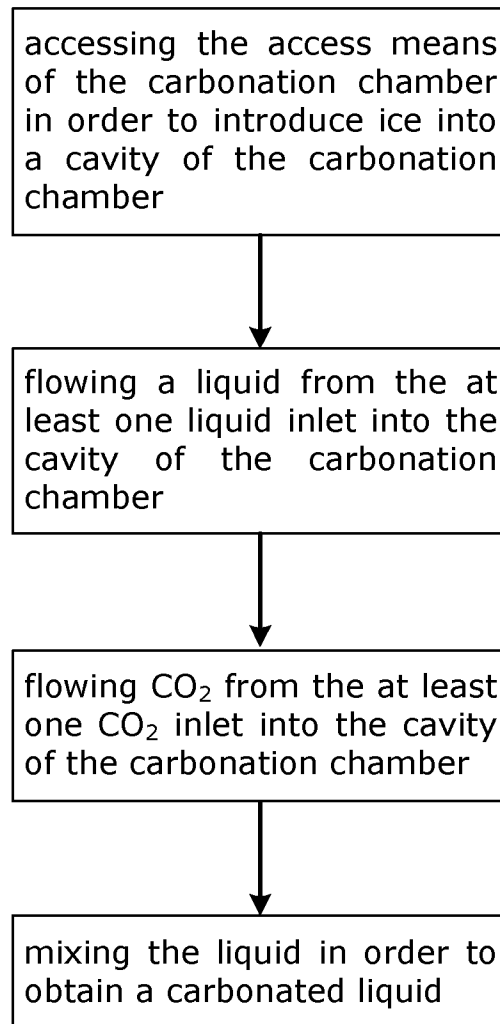 accessing the access means
of the carbonation chamber
in order to introduce ice into
a cavity of the carbonation
chamber
flowing a liquid from the at
least one liquid inlet into the
cavity of the carbonation
chamber
flowing CO₂ from the at least
one CO₂ inlet into the cavity
of the carbonation chamber
mixing the liquid in order to
obtain a carbonated liquid